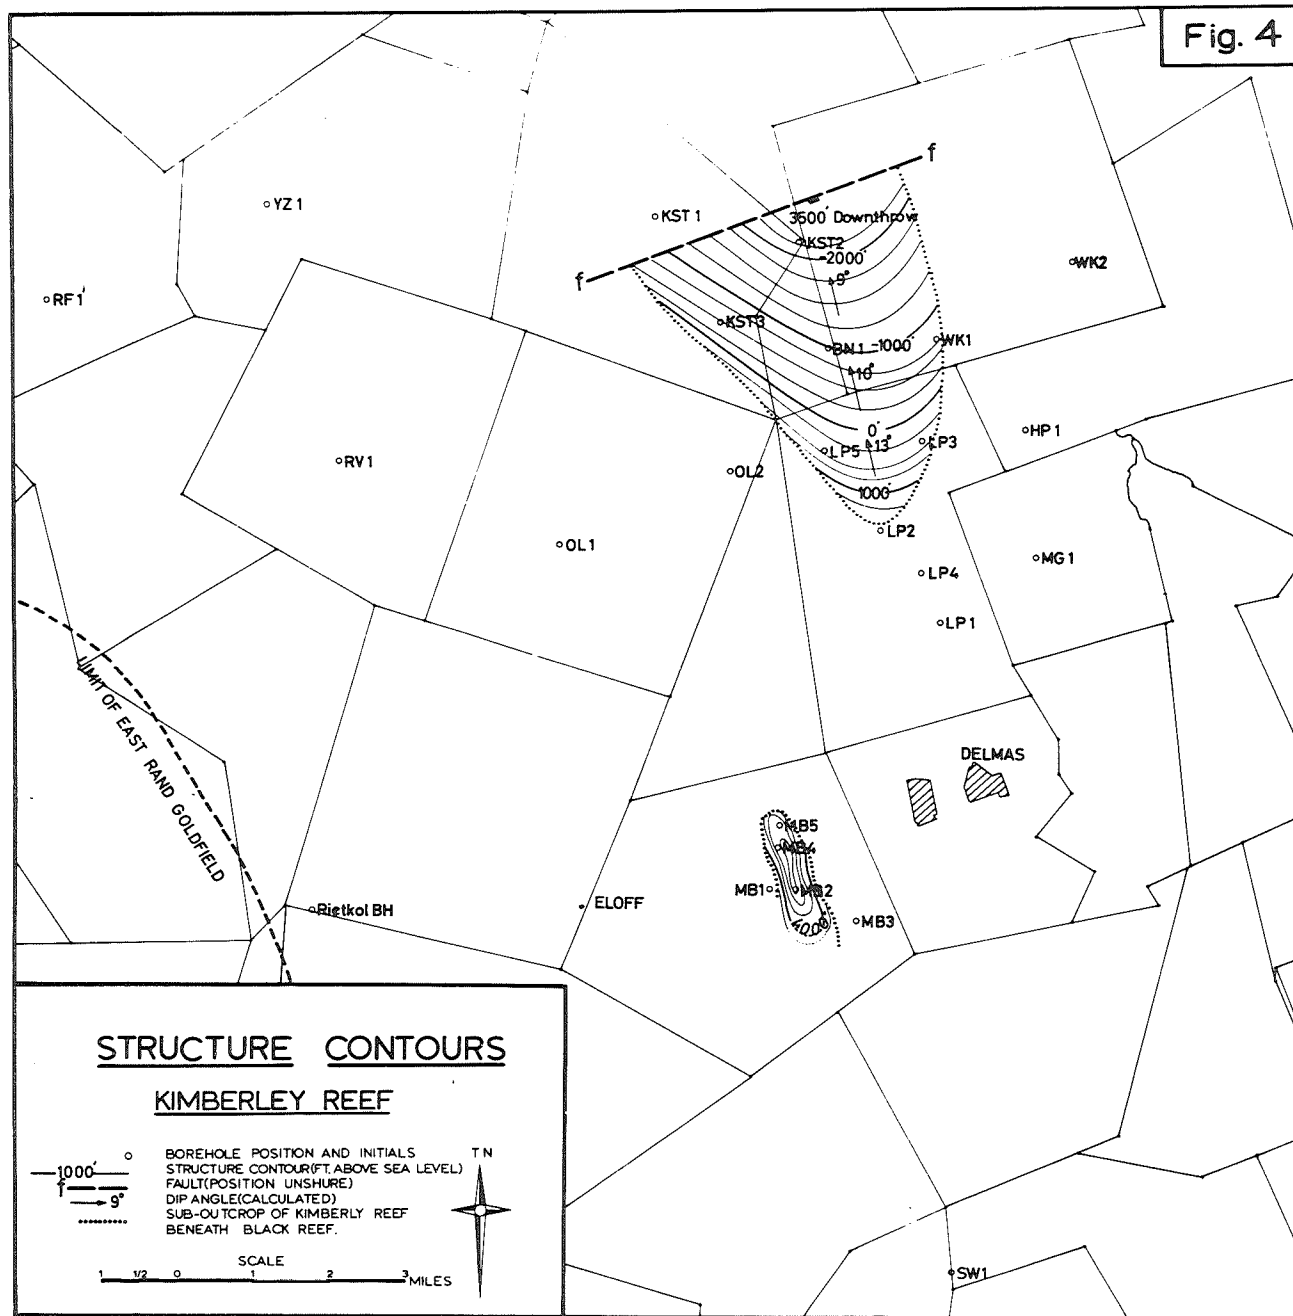 Fig. 4
f
YZ 1
KST 1
3500' Downthrow
KST2
-2000'
WK2
f
9°
RF 1'
KST3
BN 1
-1000'
WK1
10°
0'
HP 1
LP3
13°
LP5
RV 1
OL2
1000'
LP2
OL 1
MG 1
LP4
LP 1
LIMIT OF EAST RAND GOLDFIELD
DELMAS
MB5
MB4
MB1
MB2
ELOFF
Rietkol BH
4000'
MB3
STRUCTURE CONTOURS
KIMBERLEY REEF
BOREHOLE POSITION AND INITIALS
1000' STRUCTURE CONTOUR(FT. ABOVE SEA LEVEL)
f FAULT(POSITION UNSHURE)
9° DIP ANGLE(CALCULATED)
SUB-OUTCROP OF KIMBERLY REEF
BENEATH BLACK REEF.
T N
SCALE
1 1/2 0 1 2 3 MILES
SW1